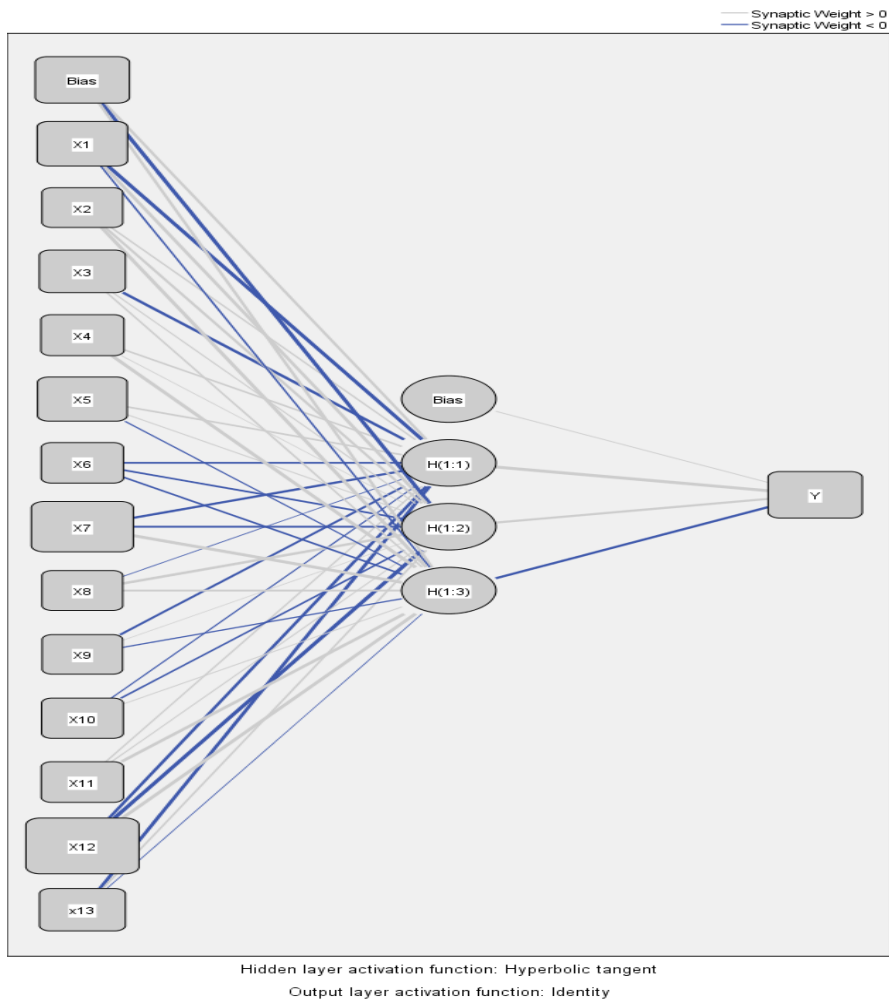 Synaptic Weight > 0
Synaptic Weight < 0
Bias
X1
X2
X3
X4
X5
X6
X7
X8
X9
X10
X11
X12
x13
Bias
H(1:1)
H(1:2)
H(1:3)
Y
Hidden layer activation function: Hyperbolic tangent
Output layer activation function: Identity